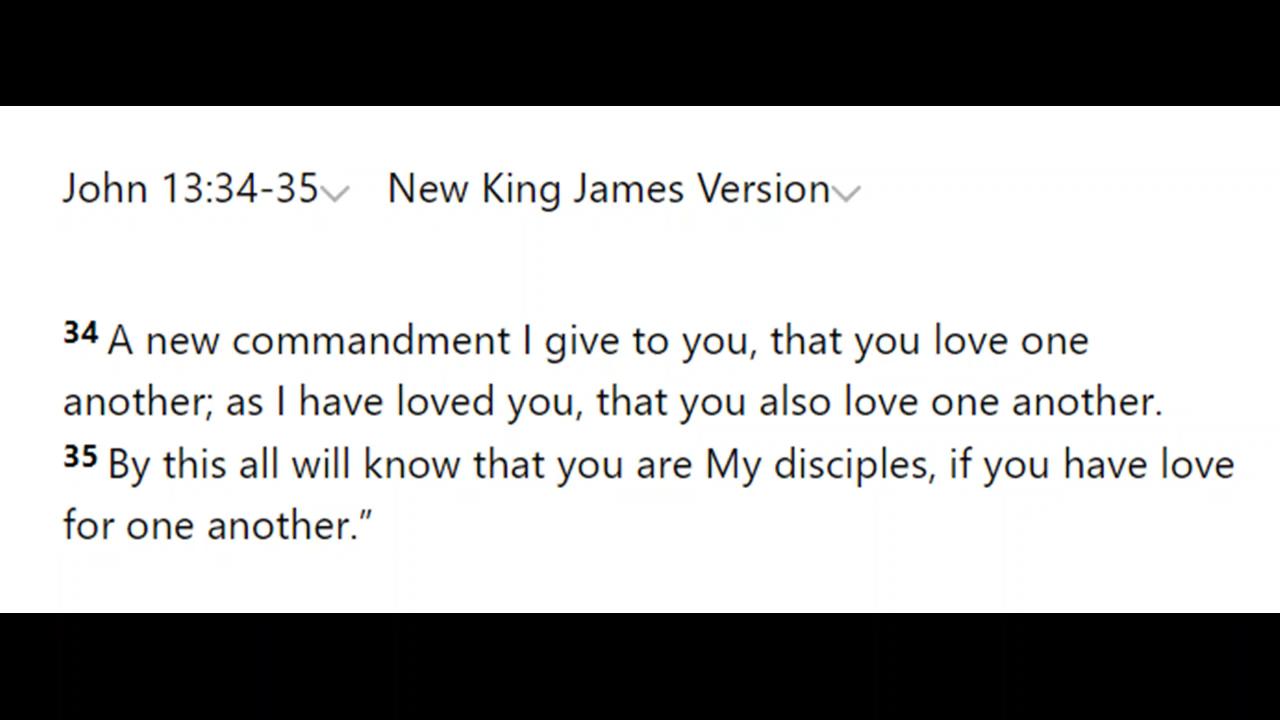 John 13:34-35 New King James Version
34 A new commandment I give to you, that you love one
another; as I have loved you, that you also love one another.
35 By this all will know that you are My disciples, if you have love
for one another.”